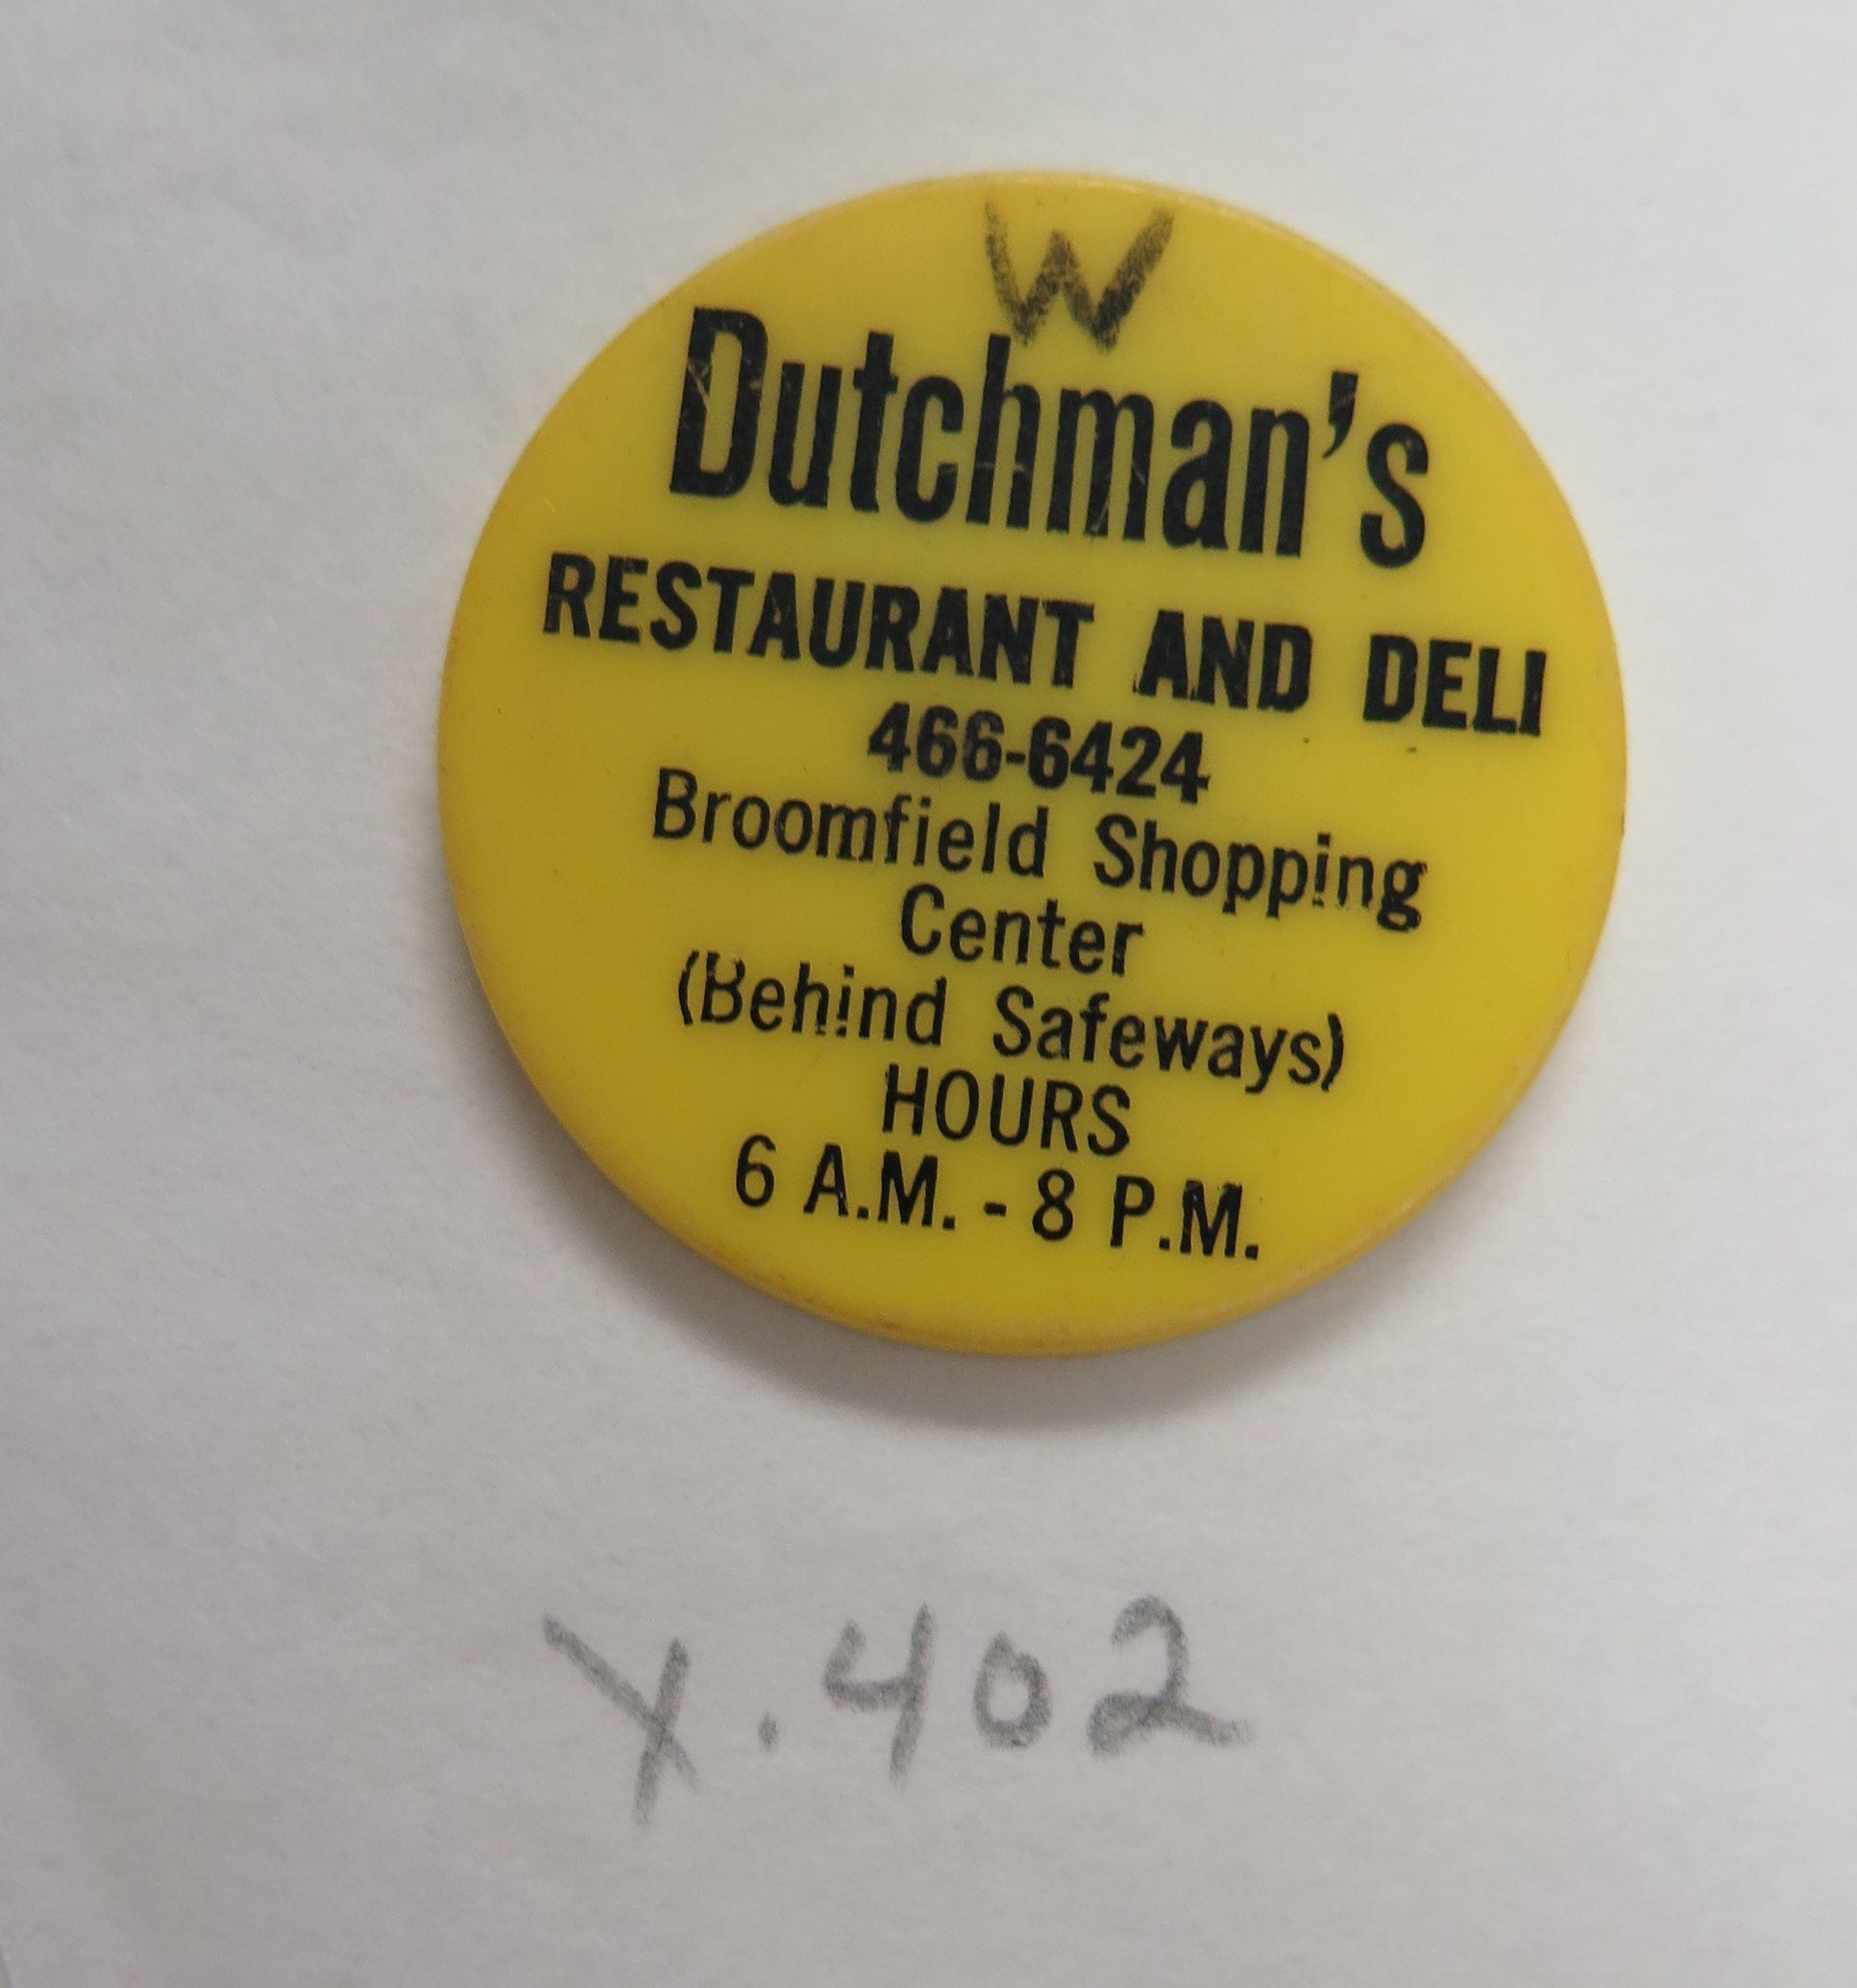 W
Dutchman's
RESTAURANT AND DELI
466-6424
Broomfield Shopping
Center
(Behind Safeways)
HOURS
6 A.M. - 8 P.M.
X.402